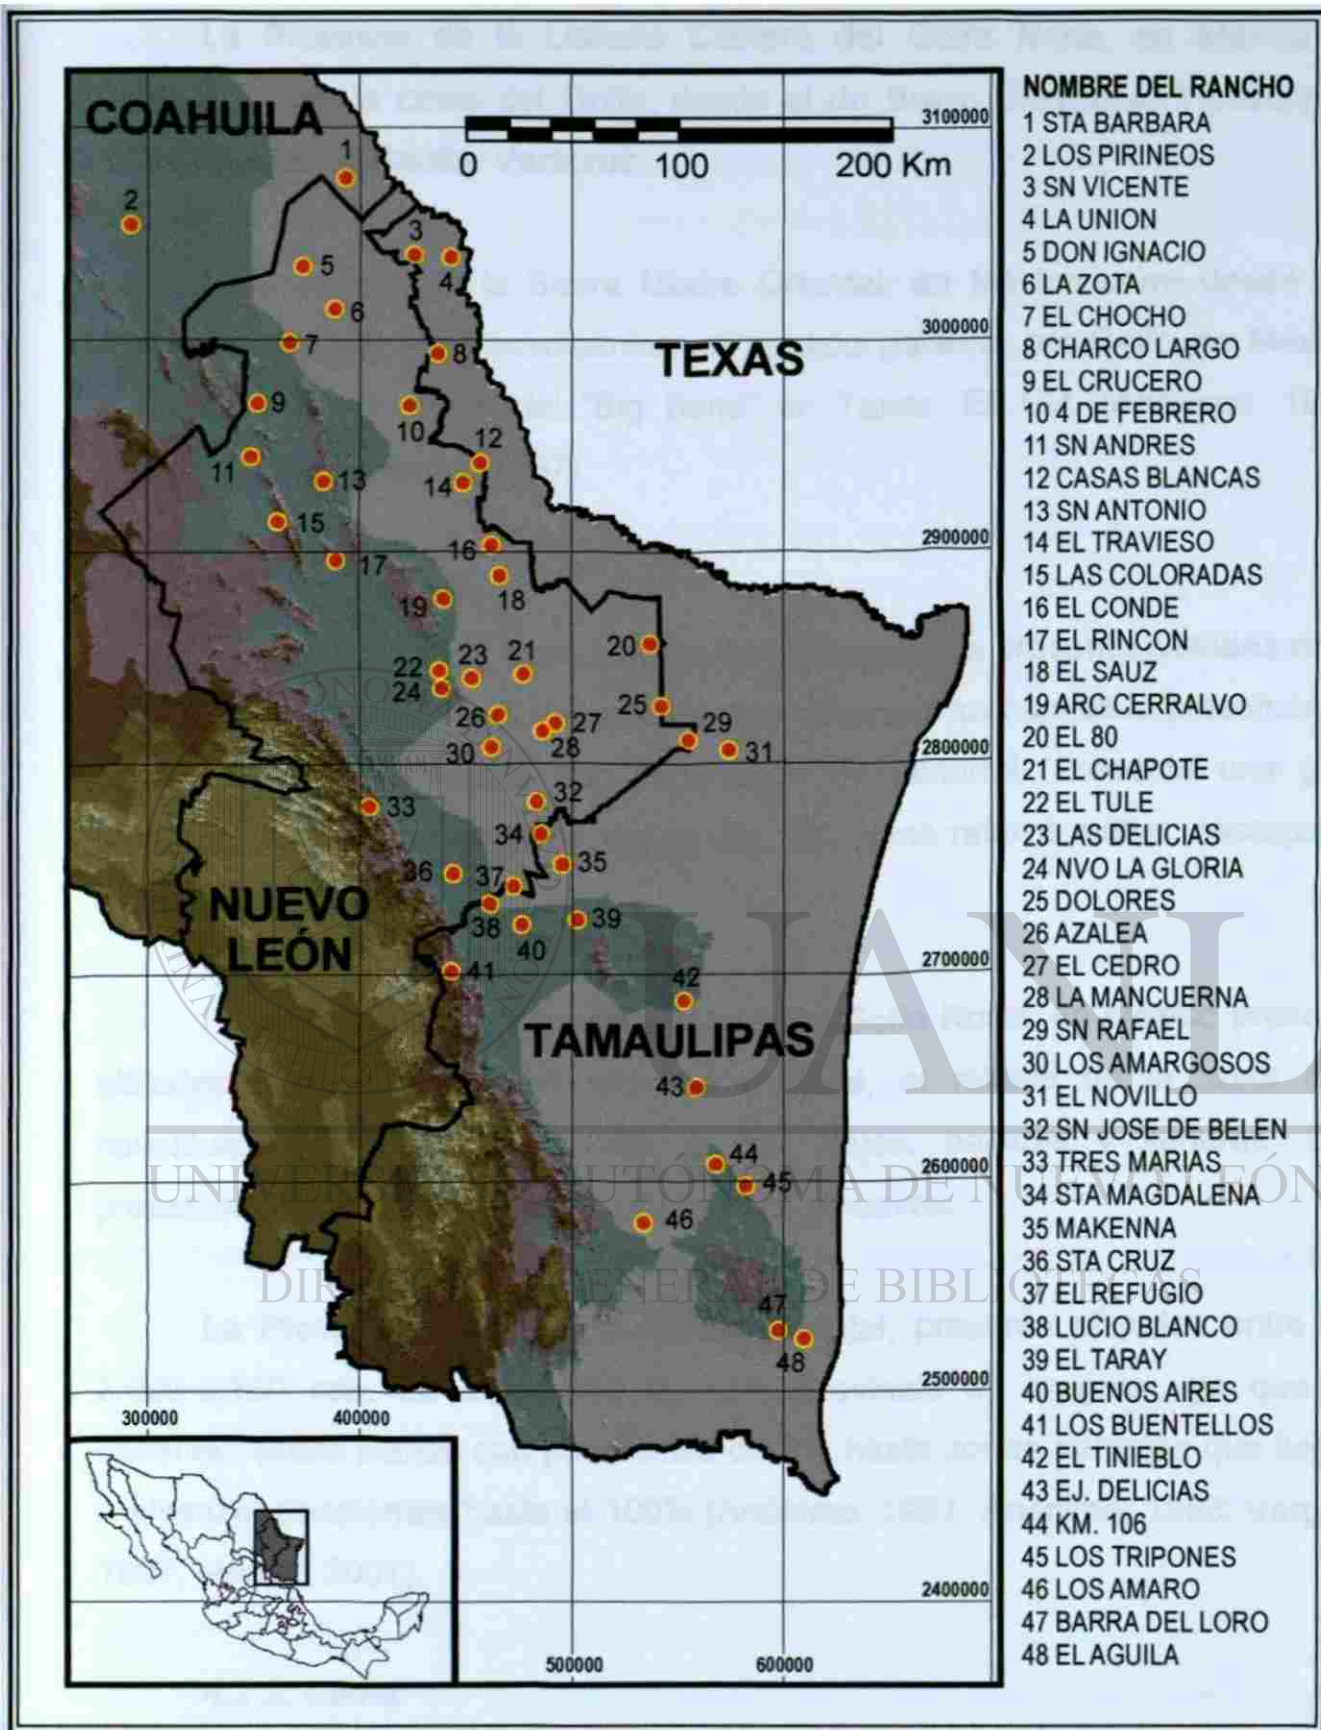 COAHUILA
0 100 200 Km
TEXAS
NUEVO
LEÓN
TAMAULIPAS
3100000
3000000
2900000
2800000
2700000
2600000
2500000
2400000
300000
400000
500000
600000
1
2
3
4
5
6
7
8
9
10
11
12
13
14
15
16
17
18
19
20
21
22
23
24
25
26
27
28
29
30
31
32
33
34
35
36
37
38
39
40
41
42
43
44
45
46
47
48
NOMBRE DEL RANCHO
1 STA BARBARA
2 LOS PIRINEOS
3 SN VICENTE
4 LA UNION
5 DON IGNACIO
6 LA ZOTA
7 EL CHOCHO
8 CHARCO LARGO
9 EL CRUCERO
10 4 DE FEBRERO
11 SN ANDRES
12 CASAS BLANCAS
13 SN ANTONIO
14 EL TRAVIESO
15 LAS COLORADAS
16 EL CONDE
17 EL RINCON
18 EL SAUZ
19 ARC CERRALVO
20 EL 80
21 EL CHAPOTE
22 EL TULE
23 LAS DELICIAS
24 NVO LA GLORIA
25 DOLORES
26 AZALEA
27 EL CEDRO
28 LA MANCUERNA
29 SN RAFAEL
30 LOS AMARGOSOS
31 EL NOVILLO
32 SN JOSE DE BELEN
33 TRES MARIAS
34 STA MAGDALENA
35 MAKENNA
36 STA CRUZ
37 EL REFUGIO
38 LUCIO BLANCO
39 EL TARAY
40 BUENOS AIRES
41 LOS BUENTELLOS
42 EL TINIEBLO
43 EJ. DELICIAS
44 KM. 106
45 LOS TRIPONES
46 LOS AMARO
47 BARRA DEL LORO
48 EL AGUILA
UANL
UNIVERSIDAD AUTÓNOMA DE NUEVO LEÓN
DIRECCIÓN GENERAL DE BIBLIOTECAS